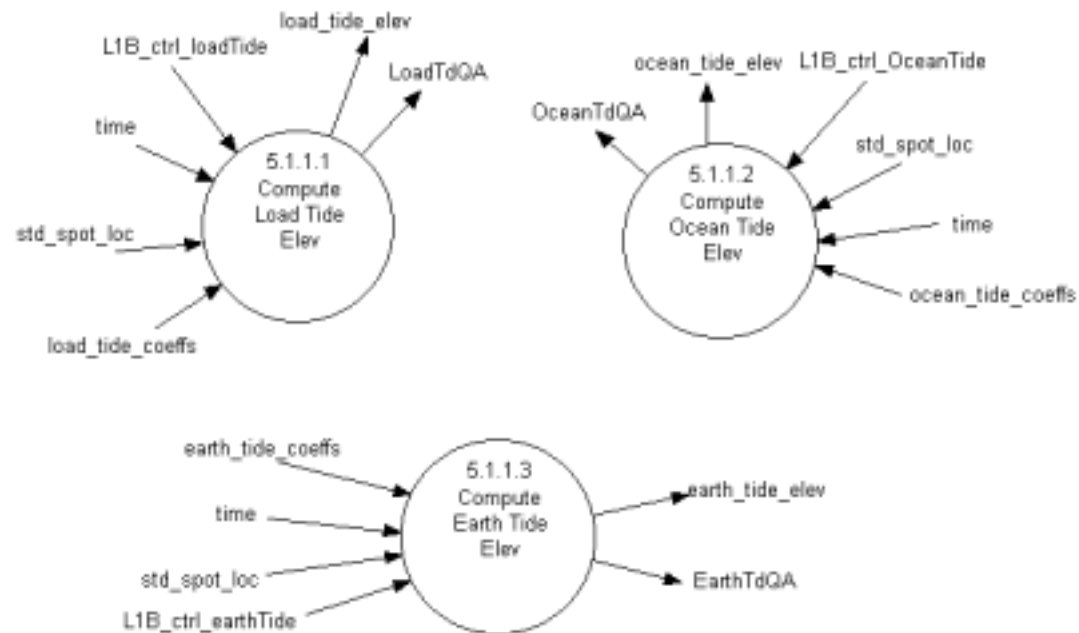 load_tide_elev
L1B_ctrl_loadTide
LoadTdQA
time
5.1.1.1
Compute
Load Tide
Elev
std_spot_loc
load_tide_coeffs
ocean_tide_elev
L1B_ctrl_OceanTide
OceanTdQA
std_spot_loc
5.1.1.2
Compute
Ocean Tide
Elev
time
ocean_tide_coeffs
earth_tide_coeffs
5.1.1.3
Compute
Earth Tide
Elev
earth_tide_elev
time
std_spot_loc
EarthTdQA
L1B_ctrl_earthTide